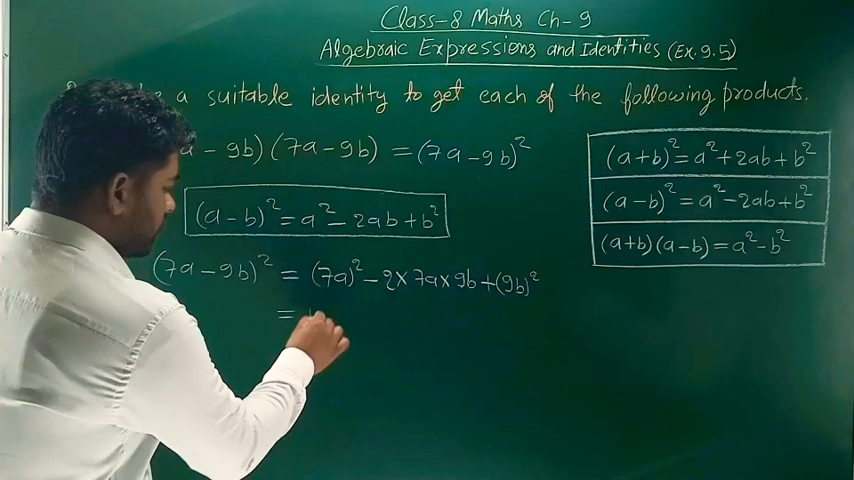 Class-8 Maths Ch-9
Algebraic Expressions and Identities (Ex. 9.5)
a suitable identity to get each of the following products.
a - 9b) (7a - 9b) = (7a - 9b)²
(a - b)² = a² - 2ab + b²
(7a - 9b)² = (7a)² - 2 × 7a × 9b + (9b)²
=
(a+b)² = a² + 2ab + b²
(a-b)² = a² - 2ab + b²
(a+b)(a-b) = a² - b²